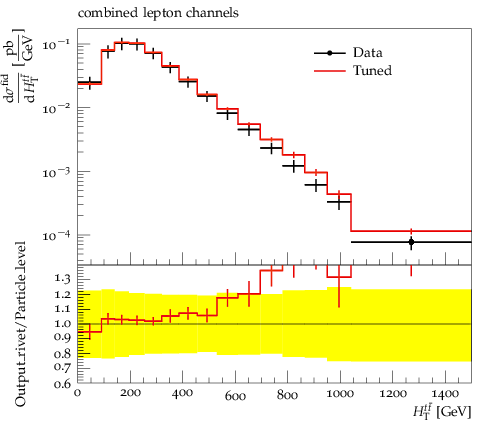 combined lepton channels
dσ^fid/dH_T^{tt̄} [pb/GeV]
10⁻¹
10⁻²
10⁻³
10⁻⁴
Data
Tuned
Output.rivet/Particle.level
1.3
1.2
1.1
1.0
0.9
0.8
0.7
0.6
0 200 400 600 800 1000 1200 1400
H_T^{tt̄} [GeV]